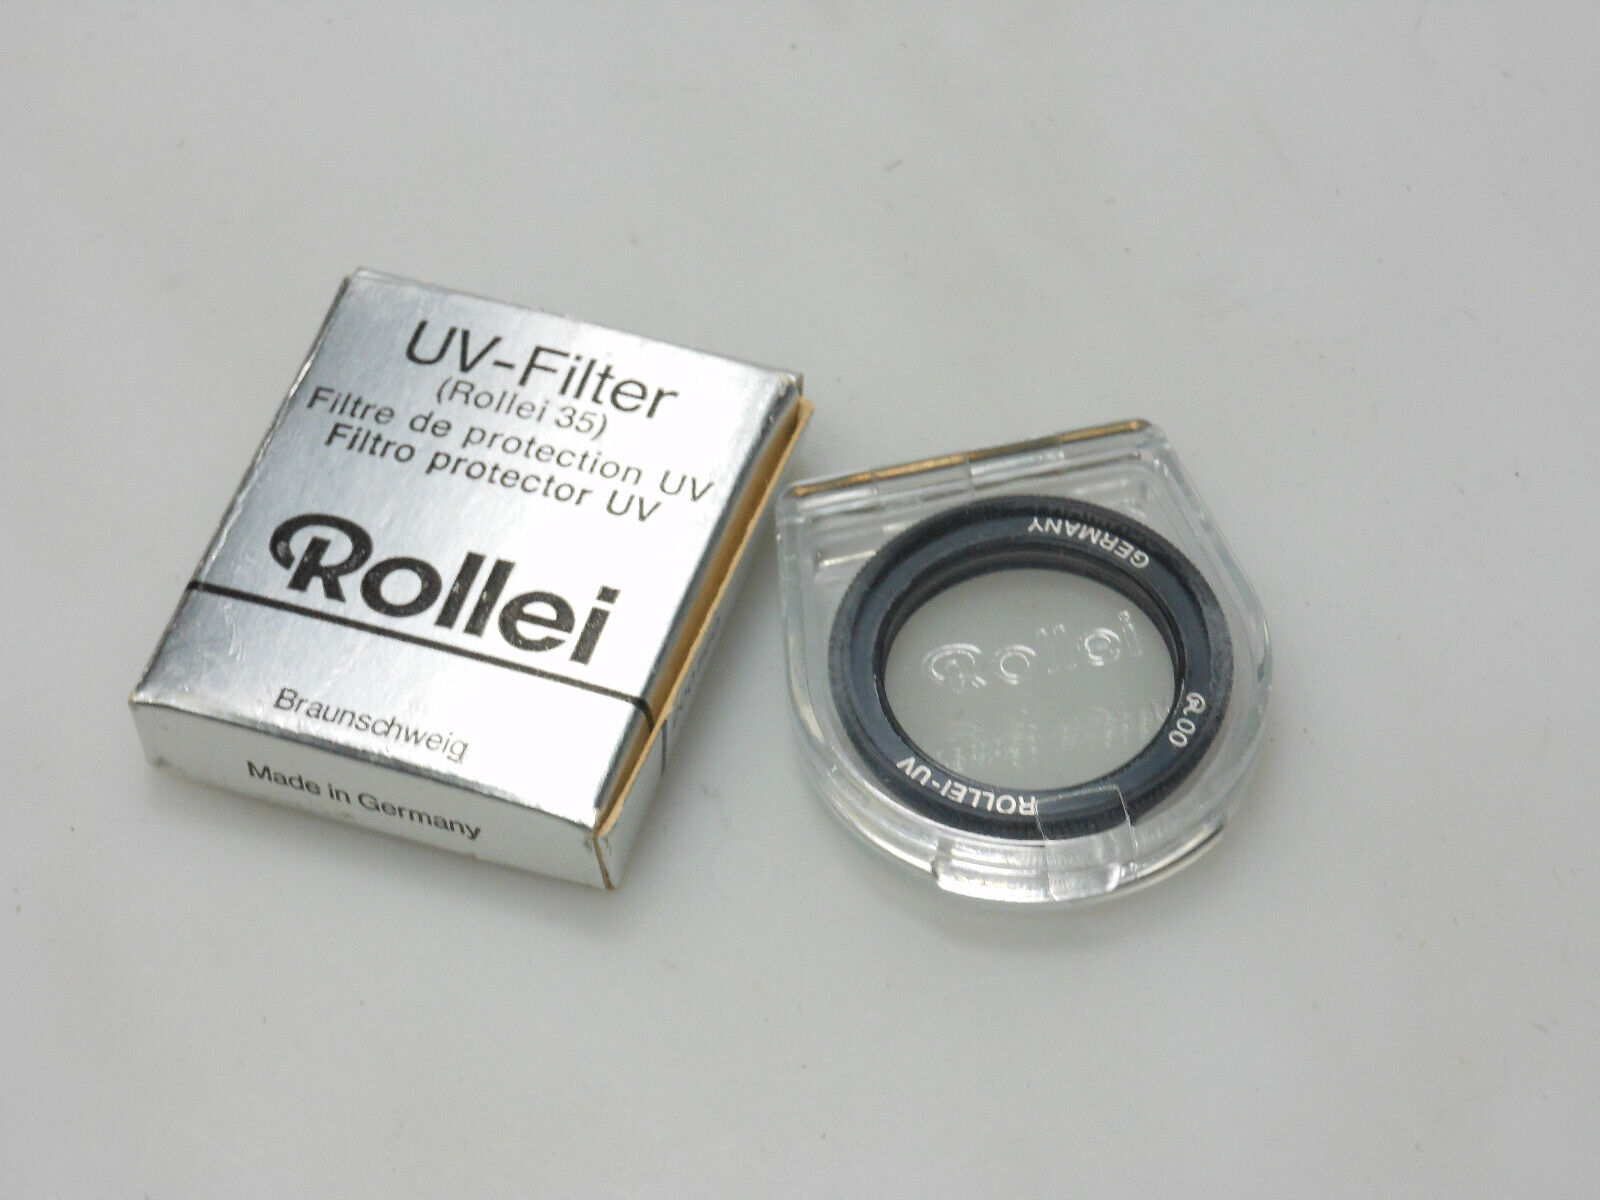 UV-Filter
(Rollei 35)
Filtre de protection UV
Filtro protector UV
Rollei
Braunschweig
Made in Germany
GERMANY
Rollei
R.00
ROLLEI-UV